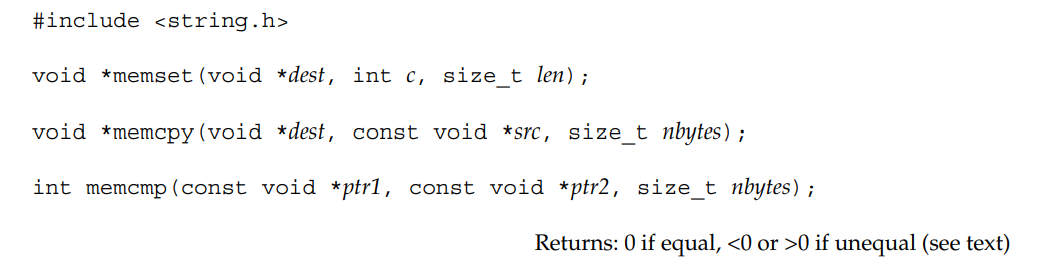 #include <string.h>
void *memset(void *dest, int c, size_t len);
void *memcpy(void *dest, const void *src, size_t nbytes);
int memcmp(const void *ptr1, const void *ptr2, size_t nbytes);
Returns: 0 if equal, <0 or >0 if unequal (see text)